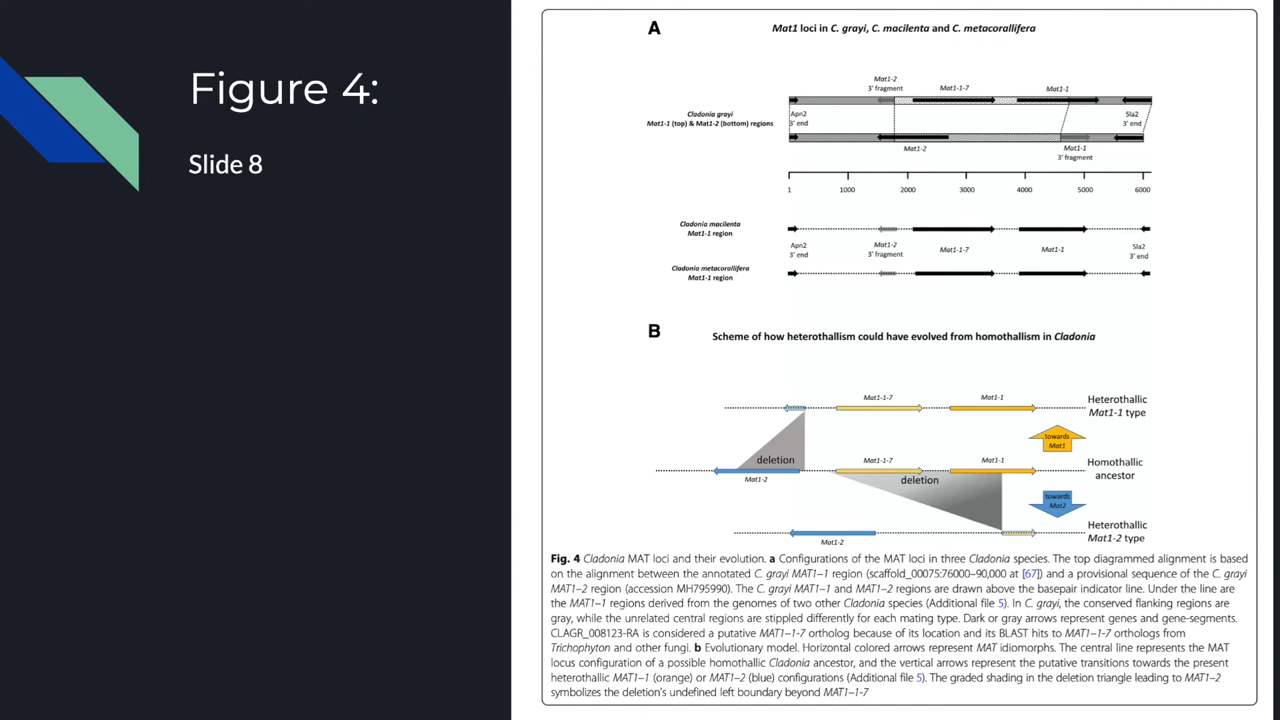 Figure 4:
Slide 8
A
Mat1 loci in C. grayi, C. macilenta and C. metacorallifera
Mat1-2
3' fragment
Mat1-1-7
Mat1-1
Cladonia grayi
Mat1-1 (top) & Mat1-2 (bottom) regions
Apn2
3' end
Sla2
3' end
Mat1-2
Mat1-1
3' fragment
1 1000 2000 3000 4000 5000 6000
Cladonia macilenta
Mat1-1 region
Apn2
3' end
Mat1-2
3' fragment
Mat1-1-7
Mat1-1
Sla2
3' end
Cladonia metacorallifera
Mat1-1 region
B
Scheme of how heterothallism could have evolved from homothallism in Cladonia
Mat1-1-7
Mat1-1
Heterothallic
Mat1-1 type
towards
Mat1
deletion
Mat1-2
Mat1-1-7
Mat1-1
deletion
Homothallic
ancestor
towards
Mat2
Mat1-2
Heterothallic
Mat1-2 type
Fig. 4 Cladonia MAT loci and their evolution. a Configurations of the MAT loci in three Cladonia species. The top diagrammed alignment is based
on the alignment between the annotated C. grayi MAT1–1 region (scaffold_00075:76000–90,000 at [67]) and a provisional sequence of the C. grayi
MAT1–2 region (accession MH795990). The C. grayi MAT1–1 and MAT1–2 regions are drawn above the basepair indicator line. Under the line are
the MAT1–1 regions derived from the genomes of two other Cladonia species (Additional file 5). In C. grayi, the conserved flanking regions are
gray, while the unrelated central regions are stippled differently for each mating type. Dark or gray arrows represent genes and gene-segments.
CLAGR_008123-RA is considered a putative MAT1–1-7 ortholog because of its location and its BLAST hits to MAT1–1-7 orthologs from
Trichophyton and other fungi. b Evolutionary model. Horizontal colored arrows represent MAT idiomorphs. The central line represents the MAT
locus configuration of a possible homothallic Cladonia ancestor, and the vertical arrows represent the putative transitions towards the present
heterothallic MAT1–1 (orange) or MAT1–2 (blue) configurations (Additional file 5). The graded shading in the deletion triangle leading to MAT1–2
symbolizes the deletion's undefined left boundary beyond MAT1–1-7